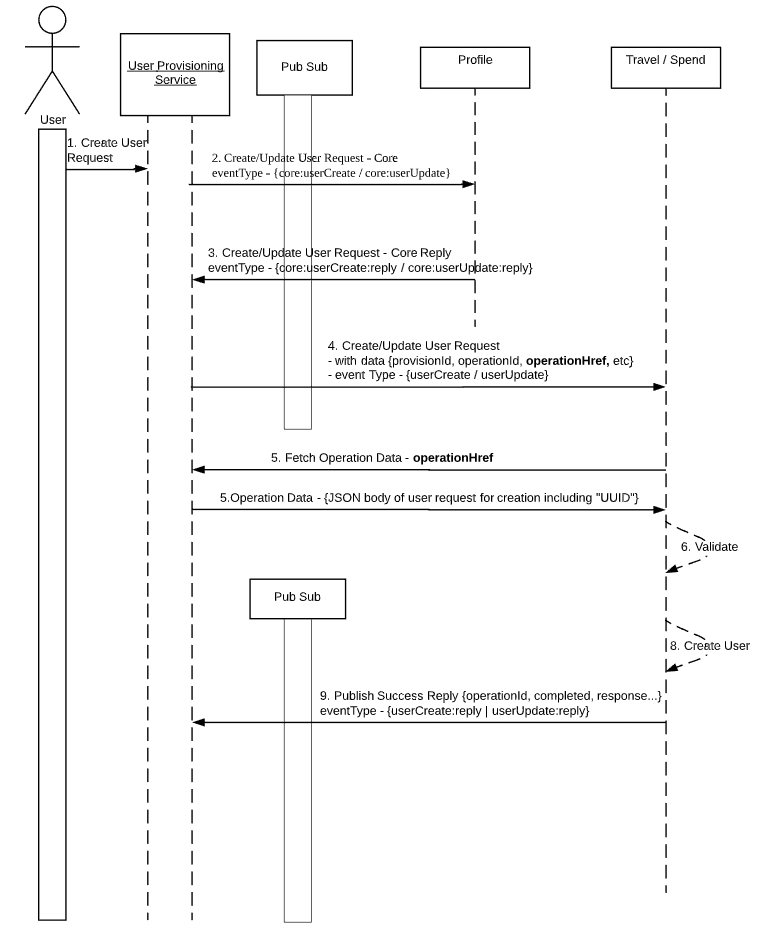 User Provisioning
Service
Pub Sub
Profile
Travel / Spend
User
1. Create User
Request
2. Create/Update User Request - Core
eventType - {core:userCreate / core:userUpdate}
3. Create/Update User Request - Core Reply
eventType - {core:userCreate:reply / core:userUpdate:reply}
4. Create/Update User Request
- with data {provisionId, operationId, operationHref, etc}
- event Type - {userCreate / userUpdate}
5. Fetch Operation Data - operationHref
5.Operation Data - {JSON body of user request for creation including "UUID"}
6. Validate
Pub Sub
8. Create User
9. Publish Success Reply {operationId, completed, response...}
eventType - {userCreate:reply | userUpdate:reply}